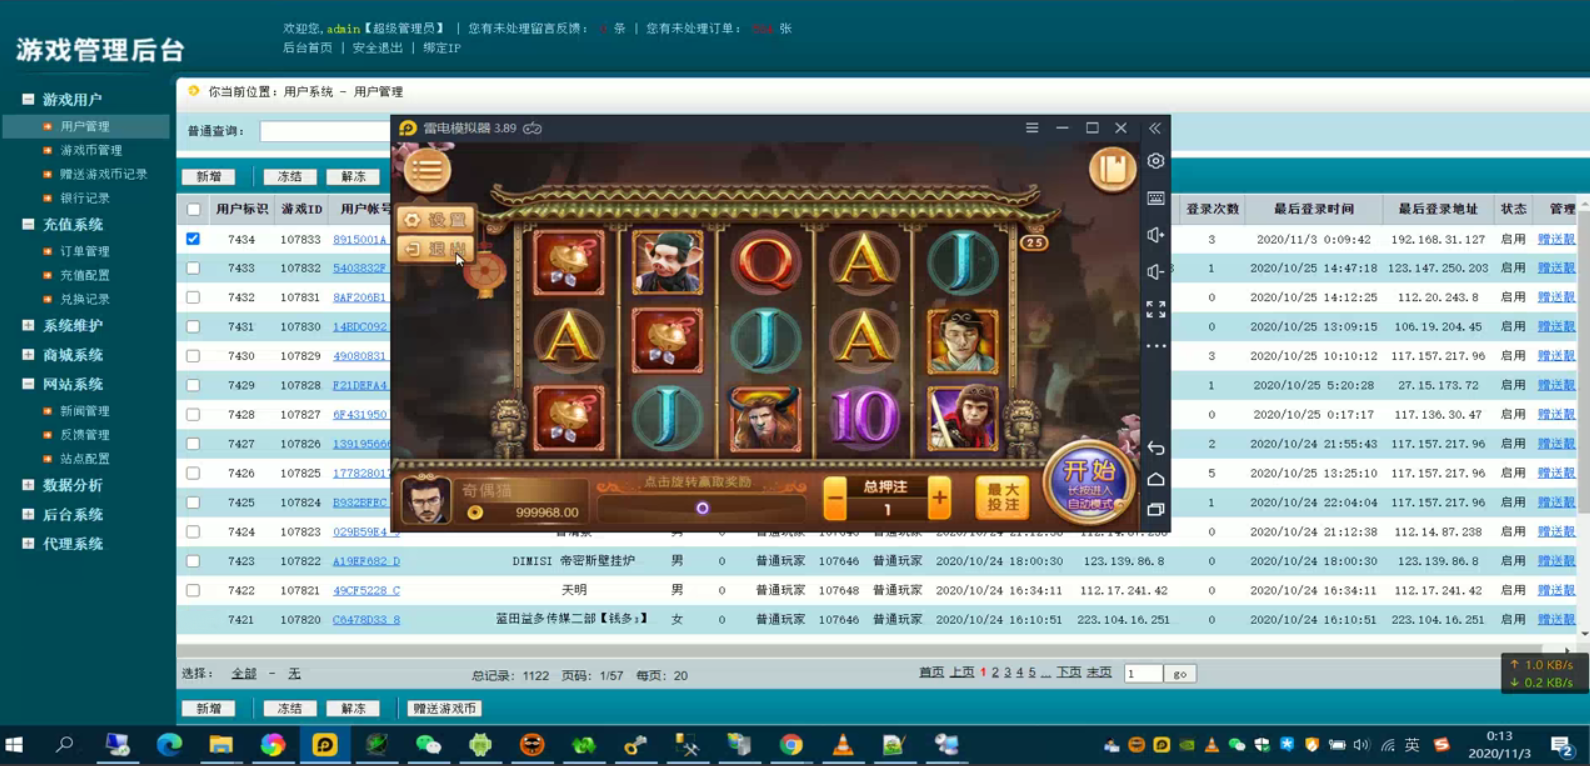 游戏管理后台
欢迎您,admin【超级管理员】 | 您有未处理留言反馈: 0 条 | 您有未处理订单: 张
后台首页 | 安全退出 | 绑定IP
游戏用户
用户管理
游戏币管理
赠送游戏币记录
银行记录
充值系统
订单管理
充值配置
兑换记录
系统维护
商城系统
网站系统
新闻管理
反馈管理
站点配置
数据分析
后台系统
代理系统
你当前位置: 用户系统 - 用户管理
普通查询:
新增 冻结 解冻
用户标识 游戏ID 用户帐号 登录次数 最后登录时间 最后登录地址 状态 管理
7434 107833 8915001A 3 2020/11/3 0:09:42 192.168.31.127 启用 赠送靓
7433 107832 5403832F 1 2020/10/25 14:47:18 123.147.250.203 启用 赠送靓
7432 107831 8AF206B1 0 2020/10/25 14:12:25 112.20.243.8 启用 赠送靓
7431 107830 14BDC092 0 2020/10/25 13:09:15 106.19.204.45 启用 赠送靓
7430 107829 49080831 3 2020/10/25 10:10:12 117.157.217.96 启用 赠送靓
7429 107828 F21DEFA4 1 2020/10/25 5:20:28 27.15.173.72 启用 赠送靓
7428 107827 6F431950 0 2020/10/25 0:17:17 117.136.30.47 启用 赠送靓
7427 107826 13919566 2 2020/10/24 21:55:43 117.157.217.96 启用 赠送靓
7426 107825 17782801 5 2020/10/24 13:25:10 117.157.217.96 启用 赠送靓
7425 107824 B932EFEC 1 2020/10/24 22:04:04 117.157.217.96 启用 赠送靓
7424 107823 029B59E4 0 2020/10/24 21:12:38 112.14.87.238 启用 赠送靓
7423 107822 A19EF682 D DIMISI 帝密斯壁挂炉 男 0 普通玩家 107646 普通玩家 2020/10/24 18:00:30 123.139.86.8 0 2020/10/24 18:00:30 123.139.86.8 启用 赠送靓
7422 107821 49CF5228 C 天明 男 0 普通玩家 107648 普通玩家 2020/10/24 16:34:11 112.17.241.42 0 2020/10/24 16:34:11 112.17.241.42 启用 赠送靓
7421 107820 C6478D33 8 蓝田益多传媒二部【钱多3】 女 0 普通玩家 107646 普通玩家 2020/10/24 16:10:51 223.104.16.251 0 2020/10/24 16:10:51 223.104.16.251 启用 赠送靓
雷电模拟器 3.89
设置
退出
25
Q A J
A J A
J 10
奇偶猫
999968.00
点击旋转赢取奖励
总押注
1
最大
投注
开始
长按进入
自动模式
选择: 全部 - 无 总记录: 1122 页码: 1/57 每页: 20 首页 上页 1 2 3 4 5 ... 下页 末页 1 go
新增 冻结 解冻 赠送游戏币
↑ 1.0 KB/s
↓ 0.2 KB/s
英
0:13
2020/11/3
2